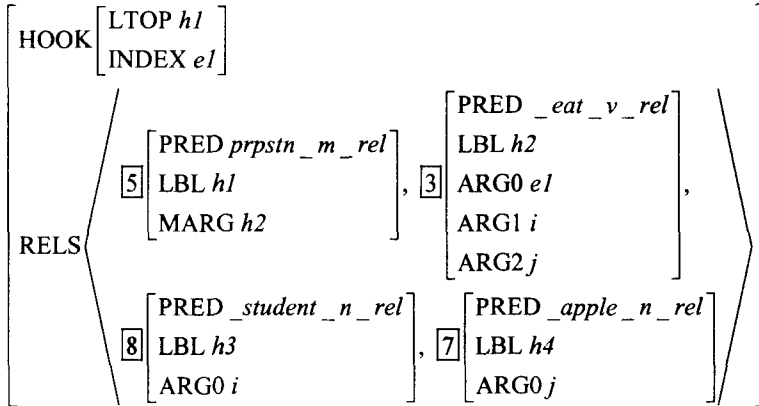 HOOK [LTOP h1
INDEX e1]
RELS
5 [PRED prpstn_m_rel
LBL h1
MARG h2],
3 [PRED _eat_v_rel
LBL h2
ARG0 e1
ARG1 i
ARG2 j],
8 [PRED _student_n_rel
LBL h3
ARG0 i],
7 [PRED _apple_n_rel
LBL h4
ARG0 j]